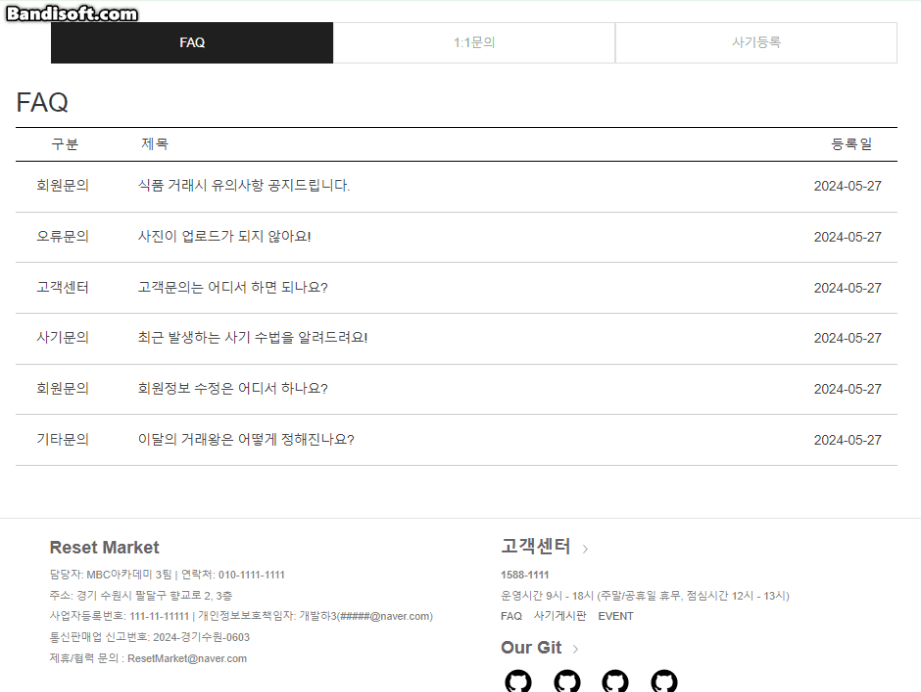 Bandisoft.com
FAQ 1:1문의 사기등록
FAQ
구분 제목 등록일
회원문의 식품 거래시 유의사항 공지드립니다. 2024-05-27
오류문의 사진이 업로드가 되지 않아요! 2024-05-27
고객센터 고객문의는 어디서 하면 되나요? 2024-05-27
사기문의 최근 발생하는 사기 수법을 알려드려요! 2024-05-27
회원문의 회원정보 수정은 어디서 하나요? 2024-05-27
기타문의 이달의 거래왕은 어떻게 정해진나요? 2024-05-27
Reset Market
담당자: MBC아카데미 3팀 | 연락처: 010-1111-1111
주소: 경기 수원시 팔달구 향교로 2, 3층
사업자등록번호: 111-11-11111 | 개인정보보호책임자: 개발하3(#####@naver.com)
통신판매업 신고번호: 2024-경기수원-0603
제휴/협력 문의 : ResetMarket@naver.com
고객센터 >
1588-1111
운영시간 9시 - 18시 (주말/공휴일 휴무, 점심시간 12시 - 13시)
FAQ 사기게시판 EVENT
Our Git >